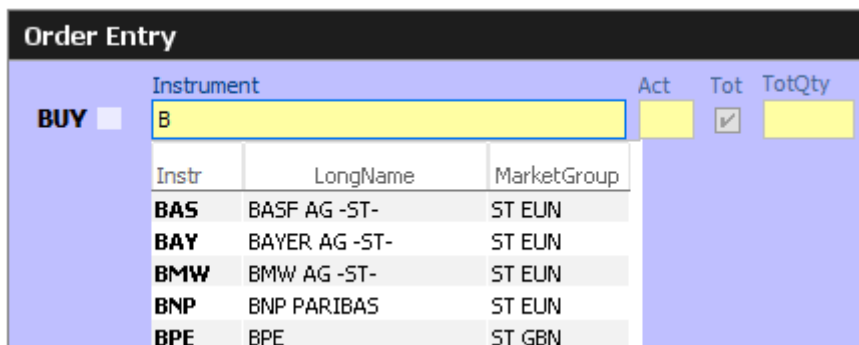 Order Entry
Instrument Act Tot TotQty
BUY B
Instr LongName MarketGroup
BAS BASF AG -ST- ST EUN
BAY BAYER AG -ST- ST EUN
BMW BMW AG -ST- ST EUN
BNP BNP PARIBAS ST EUN
BPE BPE ST GBN